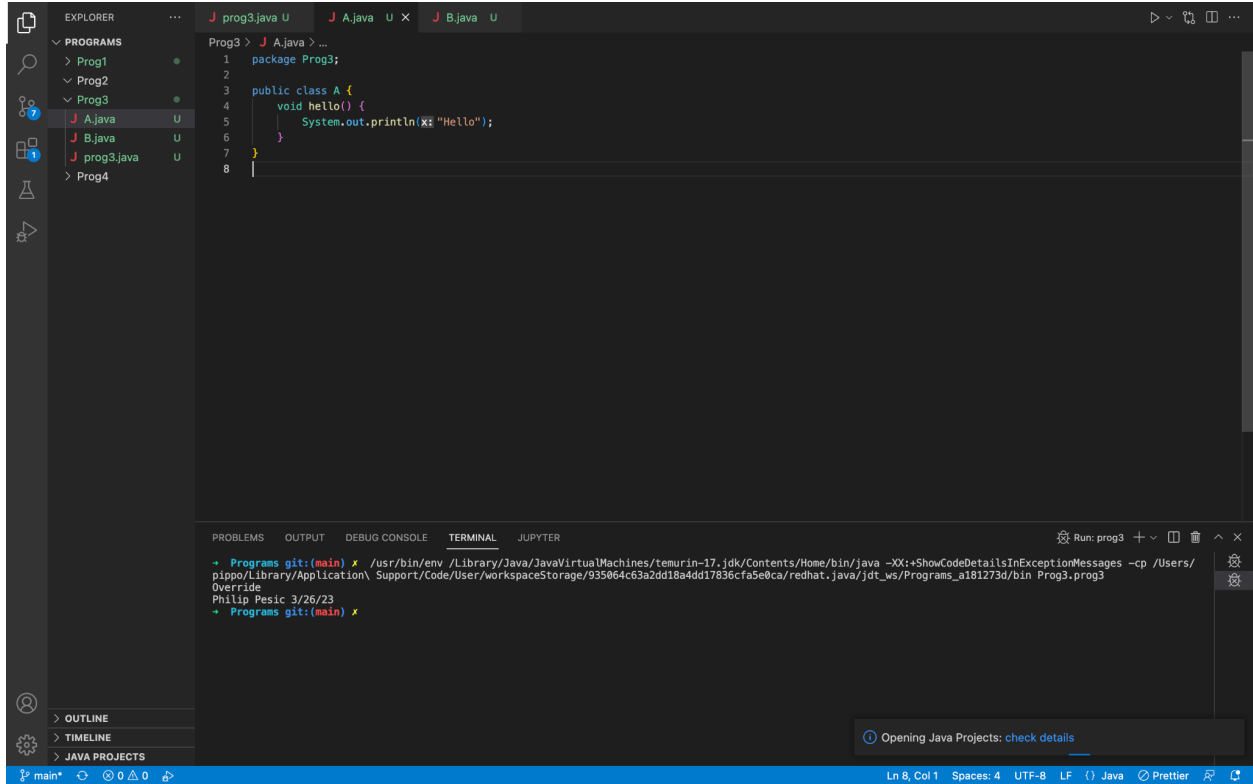 EXPLORER ···
PROGRAMS
> Prog1
Prog2
Prog3
J A.java U
J B.java U
J prog3.java U
> Prog4
7
1
> OUTLINE
> TIMELINE
> JAVA PROJECTS
J prog3.java U J A.java U × J B.java U
Prog3 > J A.java > ...
1 package Prog3;
2
3 public class A {
4 void hello() {
5 System.out.println(x: "Hello");
6 }
7 }
8
PROBLEMS OUTPUT DEBUG CONSOLE TERMINAL JUPYTER Run: prog3
→ Programs git:(main) ✗ /usr/bin/env /Library/Java/JavaVirtualMachines/temurin-17.jdk/Contents/Home/bin/java -XX:+ShowCodeDetailsInExceptionMessages -cp /Users/
pippo/Library/Application\ Support/Code/User/workspaceStorage/935064c63a2dd18a4dd17836cfa5e0ca/redhat.java/jdt_ws/Programs_a181273d/bin Prog3.prog3
Override
Philip Pesic 3/26/23
→ Programs git:(main) ✗
Opening Java Projects: check details
main* 0 0 Ln 8, Col 1 Spaces: 4 UTF-8 LF {} Java Prettier